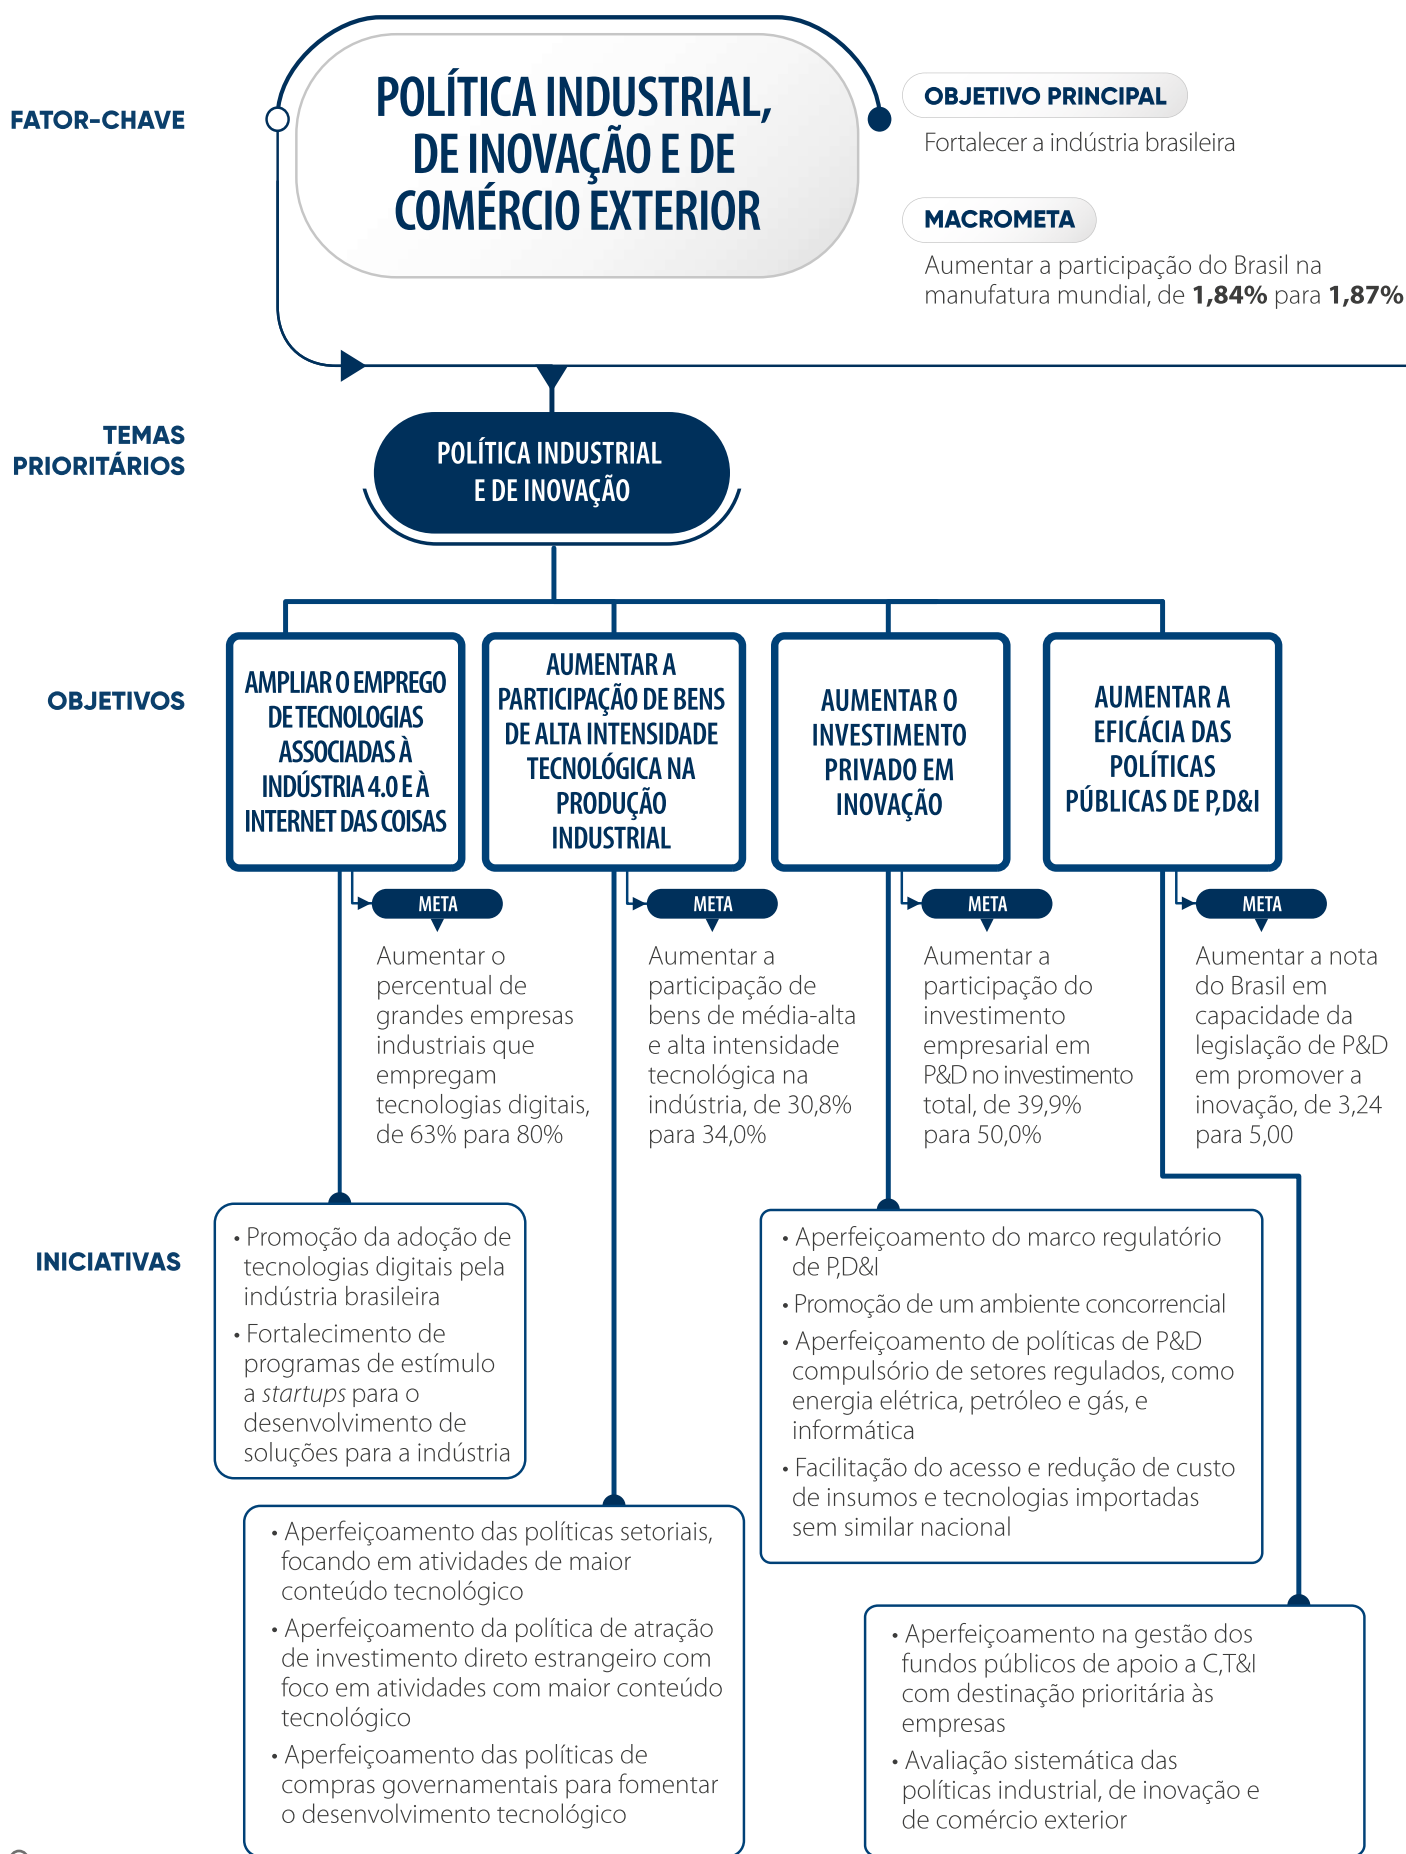 FATOR-CHAVE
POLÍTICA INDUSTRIAL,
DE INOVAÇÃO E DE
COMÉRCIO EXTERIOR
OBJETIVO PRINCIPAL
Fortalecer a indústria brasileira
MACROMETA
Aumentar a participação do Brasil na
manufatura mundial, de 1,84% para 1,87%
TEMAS
PRIORITÁRIOS
POLÍTICA INDUSTRIAL
E DE INOVAÇÃO
OBJETIVOS
AMPLIAR O EMPREGO
DE TECNOLOGIAS
ASSOCIADAS À
INDÚSTRIA 4.0 E À
INTERNET DAS COISAS
META
Aumentar o
percentual de
grandes empresas
industriais que
empregam
tecnologias digitais,
de 63% para 80%
AUMENTAR A
PARTICIPAÇÃO DE BENS
DE ALTA INTENSIDADE
TECNOLÓGICA NA
PRODUÇÃO
INDUSTRIAL
META
Aumentar a
participação de
bens de média-alta
e alta intensidade
tecnológica na
indústria, de 30,8%
para 34,0%
AUMENTAR O
INVESTIMENTO
PRIVADO EM
INOVAÇÃO
META
Aumentar a
participação do
investimento
empresarial em
P&D no investimento
total, de 39,9%
para 50,0%
AUMENTAR A
EFICÁCIA DAS
POLÍTICAS
PÚBLICAS DE P,D&I
META
Aumentar a nota
do Brasil em
capacidade da
legislação de P&D
em promover a
inovação, de 3,24
para 5,00
INICIATIVAS
• Promoção da adoção de
tecnologias digitais pela
indústria brasileira
• Fortalecimento de
programas de estímulo
a startups para o
desenvolvimento de
soluções para a indústria
• Aperfeiçoamento das políticas setoriais,
focando em atividades de maior
conteúdo tecnológico
• Aperfeiçoamento da política de atração
de investimento direto estrangeiro com
foco em atividades com maior conteúdo
tecnológico
• Aperfeiçoamento das políticas de
compras governamentais para fomentar
o desenvolvimento tecnológico
• Aperfeiçoamento do marco regulatório
de P,D&I
• Promoção de um ambiente concorrencial
• Aperfeiçoamento de políticas de P&D
compulsório de setores regulados, como
energia elétrica, petróleo e gás, e
informática
• Facilitação do acesso e redução de custo
de insumos e tecnologias importadas
sem similar nacional
• Aperfeiçoamento na gestão dos
fundos públicos de apoio a C,T&I
com destinação prioritária às
empresas
• Avaliação sistemática das
políticas industrial, de inovação e
de comércio exterior